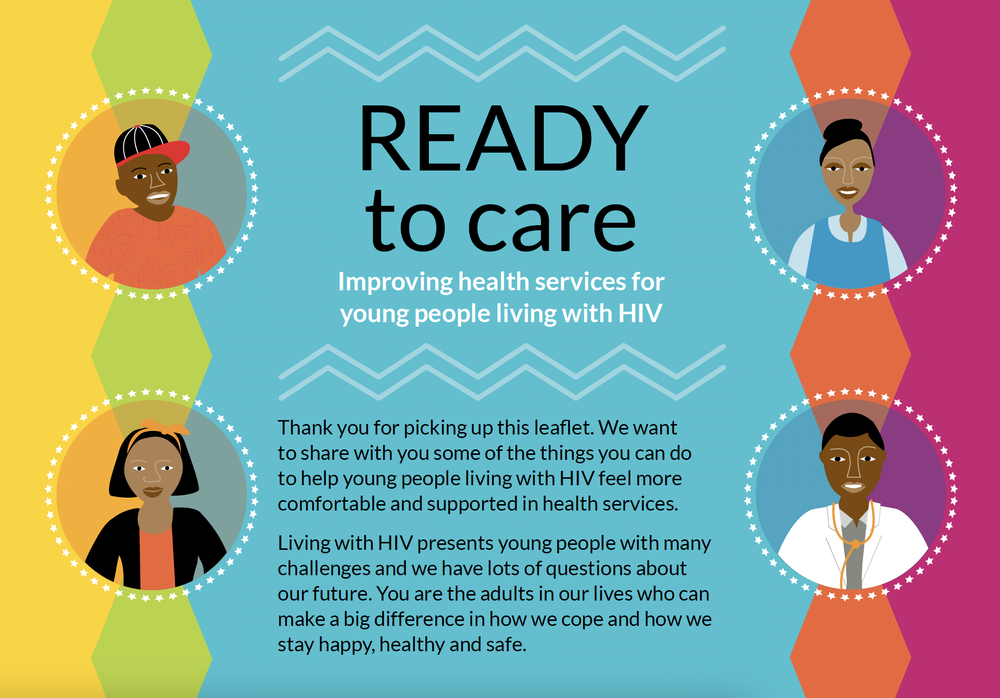 READY
to care
Improving health services for
young people living with HIV
Thank you for picking up this leaflet. We want
to share with you some of the things you can do
to help young people living with HIV feel more
comfortable and supported in health services.
Living with HIV presents young people with many
challenges and we have lots of questions about
our future. You are the adults in our lives who can
make a big difference in how we cope and how we
stay happy, healthy and safe.